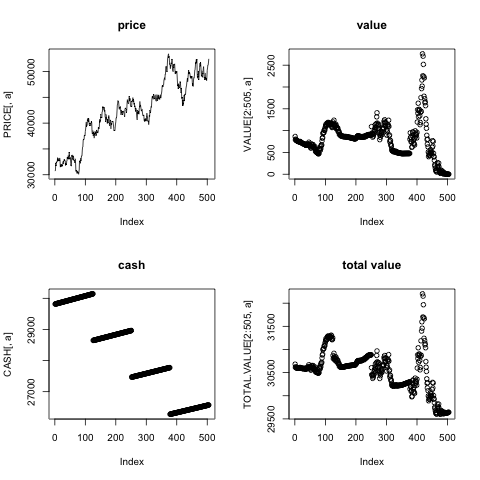 price
PRICE[, a]
30000 40000 50000
0 100 200 300 400 500
Index
value
VALUE[2:505, a]
0 500 1500 2500
0 100 200 300 400 500
Index
cash
CASH[, a]
27000 29000
0 100 200 300 400 500
Index
total value
TOTAL.VALUE[2:505, a]
29500 30500 31500
0 100 200 300 400 500
Index